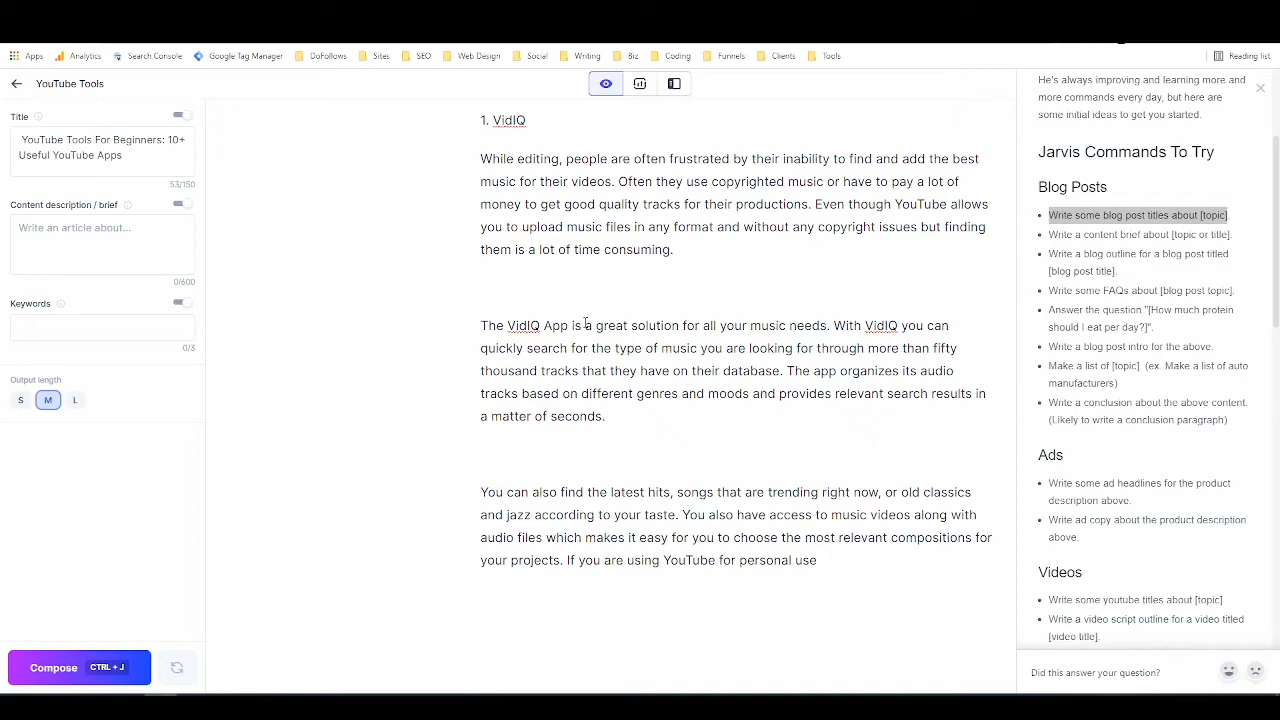 Apps
Analytics
Search Console
Google Tag Manager
DoFollows
Sites
SEO
Web Design
Social
Writing
Biz
Coding
Funnels
Clients
Tools
Reading list
YouTube Tools
Title
YouTube Tools For Beginners: 10+
Useful YouTube Apps
53/150
Content description / brief
Write an article about...
0/600
Keywords
0/3
Output length
S
M
L
Compose
CTRL + J
1. VidIQ
While editing, people are often frustrated by their inability to find and add the best
music for their videos. Often they use copyrighted music or have to pay a lot of
money to get good quality tracks for their productions. Even though YouTube allows
you to upload music files in any format and without any copyright issues but finding
them is a lot of time consuming.
The VidIQ App is a great solution for all your music needs. With VidIQ you can
quickly search for the type of music you are looking for through more than fifty
thousand tracks that they have on their database. The app organizes its audio
tracks based on different genres and moods and provides relevant search results in
a matter of seconds.
You can also find the latest hits, songs that are trending right now, or old classics
and jazz according to your taste. You also have access to music videos along with
audio files which makes it easy for you to choose the most relevant compositions for
your projects. If you are using YouTube for personal use
He's always improving and learning more and
more commands every day, but here are
some initial ideas to get you started.
Jarvis Commands To Try
Blog Posts
Write some blog post titles about [topic].
Write a content brief about [topic or title].
Write a blog outline for a blog post titled
[blog post title].
Write some FAQs about [blog post topic].
Answer the question "[How much protein
should I eat per day?]".
Write a blog post intro for the above.
Make a list of [topic]. (ex. Make a list of auto
manufacturers)
Write a conclusion about the above content.
(Likely to write a conclusion paragraph)
Ads
Write some ad headlines for the product
description above.
Write ad copy about the product description
above.
Videos
Write some youtube titles about [topic]
Write a video script outline for a video titled
[video title].
Did this answer your question?